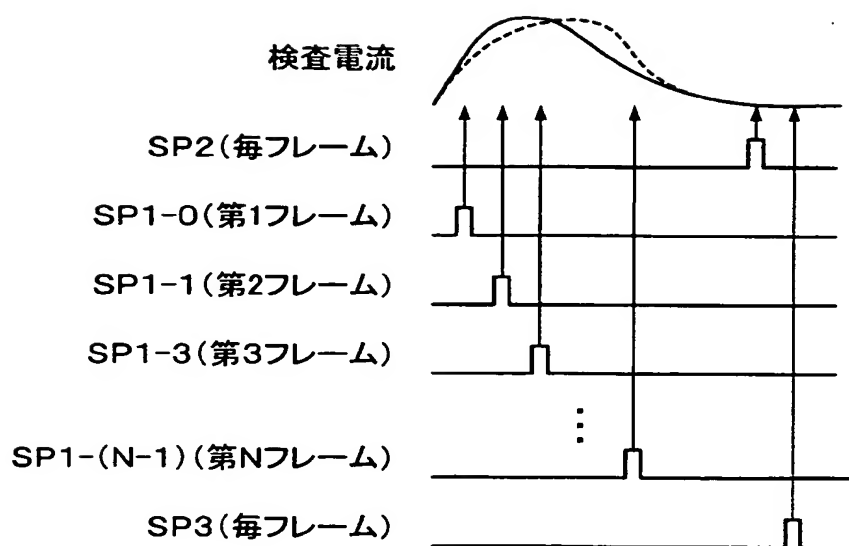 検査電流
SP2(毎フレーム)
SP1-0(第1フレーム)
SP1-1(第2フレーム)
SP1-3(第3フレーム)
SP1-(N-1)(第Nフレーム)
SP3(毎フレーム)